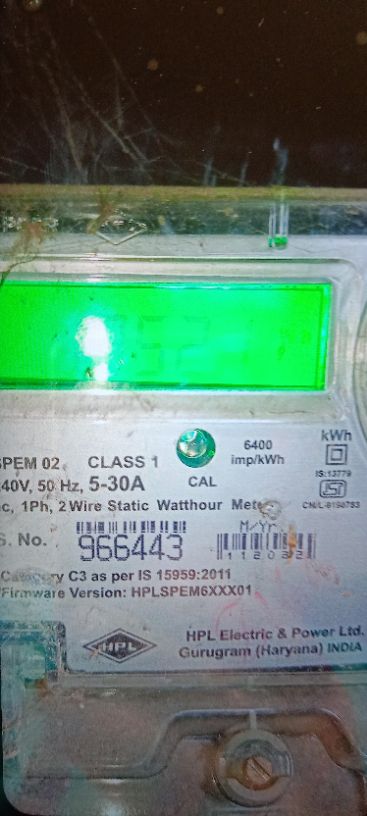 kWh
6400
SPEM 02 CLASS 1 imp/kWh
IS:13779
240V, 50 Hz, 5-30A CAL
c, 1Ph, 2 Wire Static Watthour Meter
S. No. 966443 M/Yr.
112022
Category C3 as per IS 15959:2011
Firmware Version: HPLSPEM6XXX01
HPL
HPL Electric & Power Ltd.
Gurugram (Haryana) INDIA